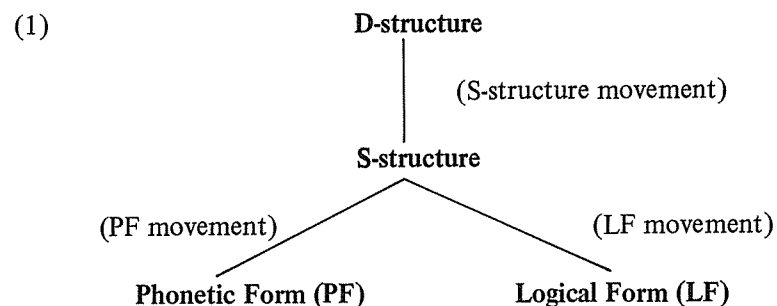 (1) D-structure
(S-structure movement)
S-structure
(PF movement) (LF movement)
Phonetic Form (PF) Logical Form (LF)